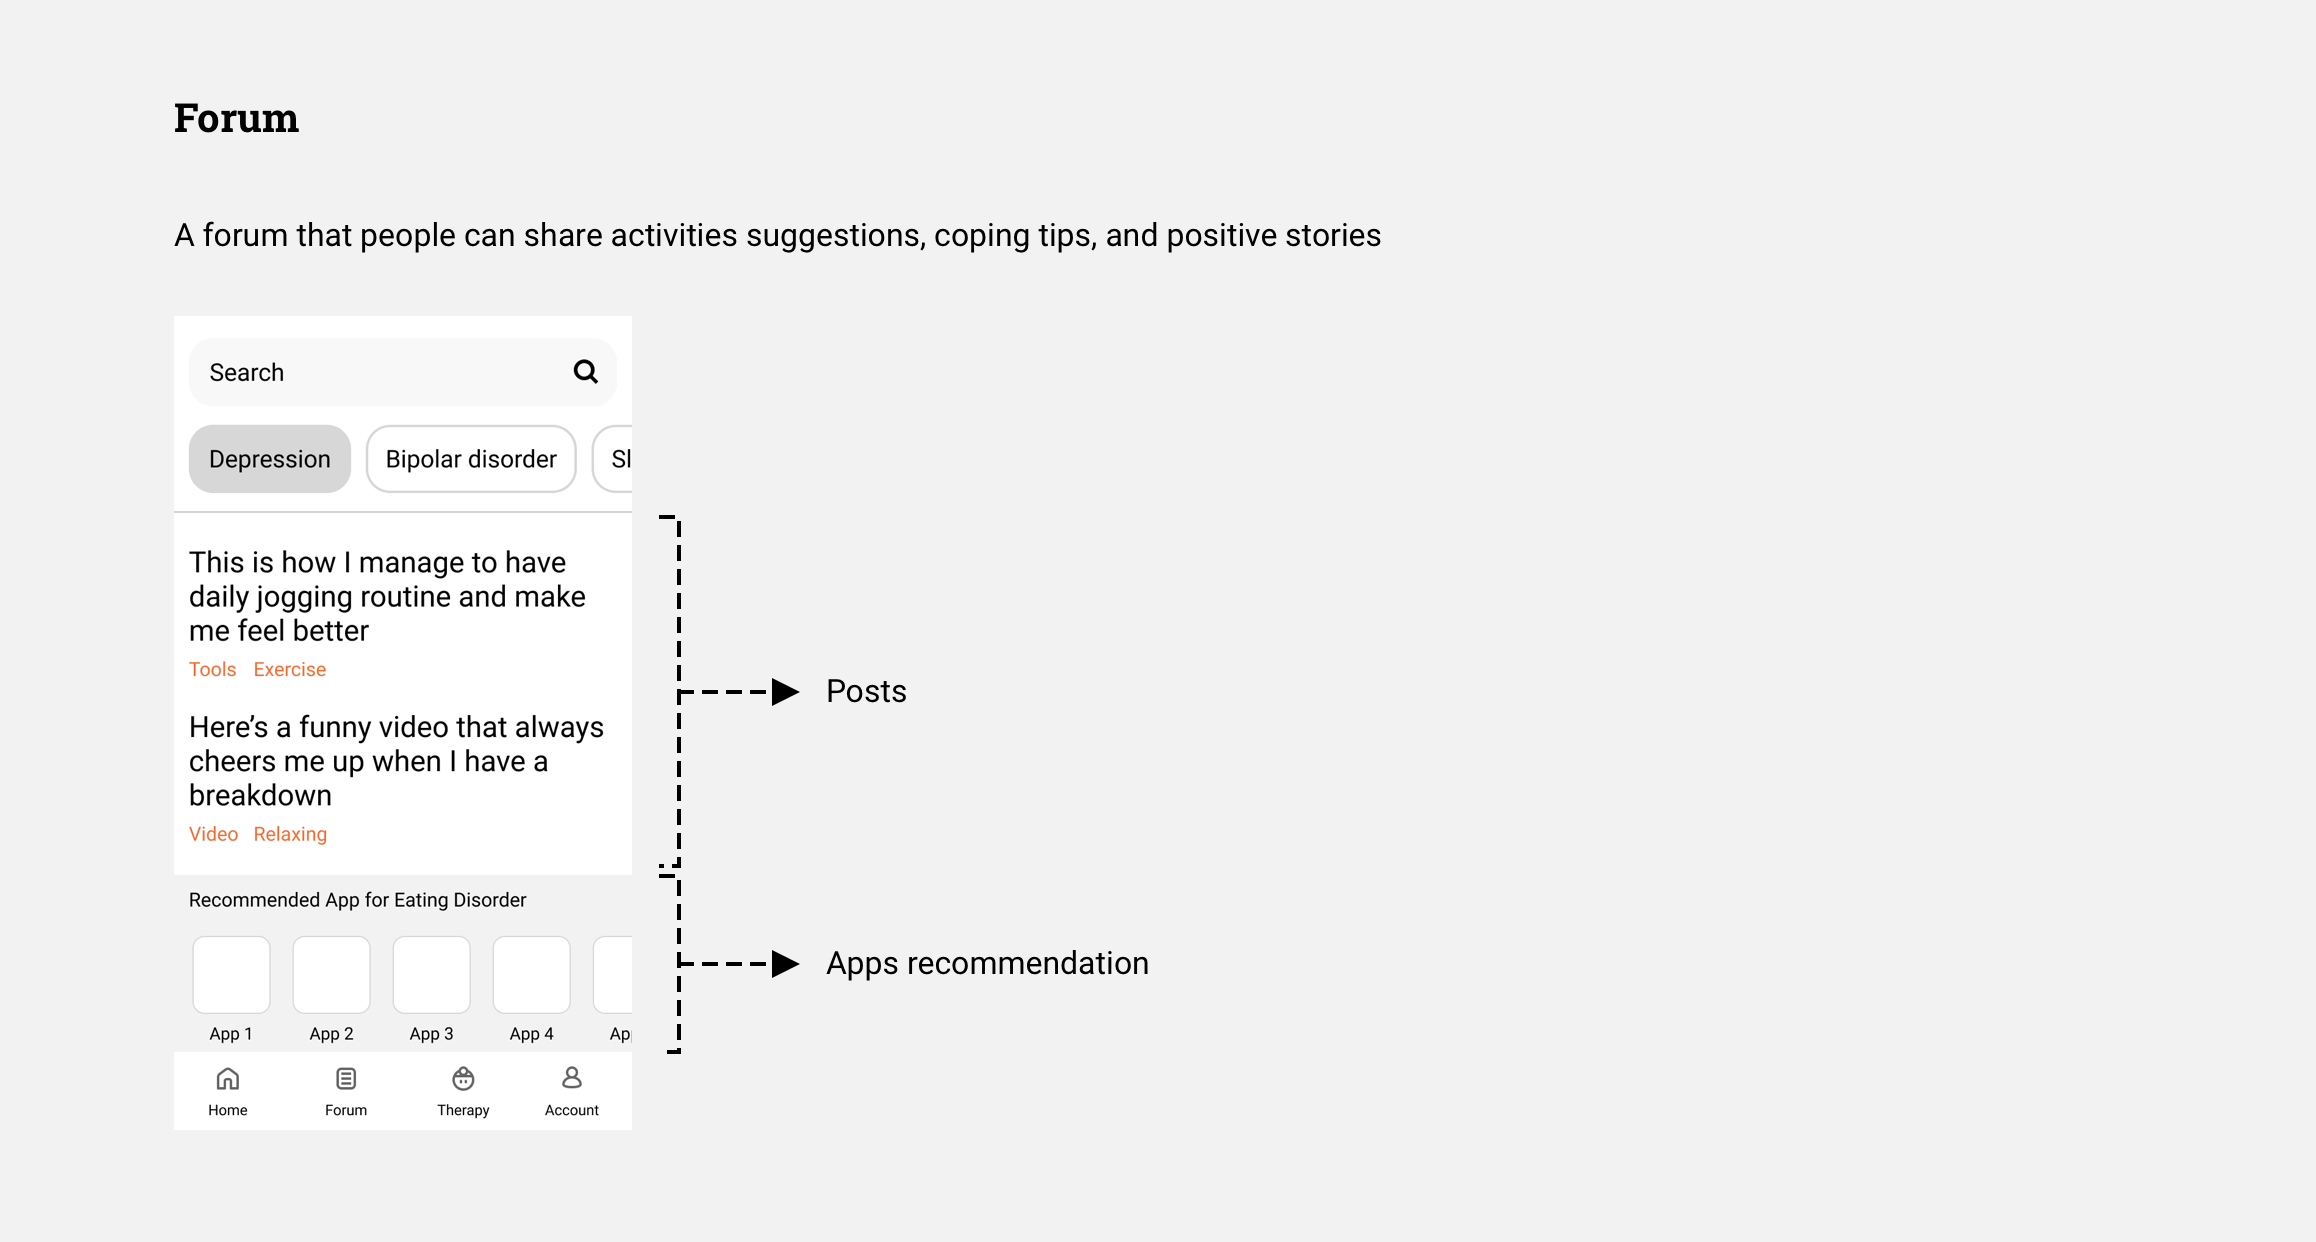 Forum
A forum that people can share activities suggestions, coping tips, and positive stories
Search
Depression Bipolar disorder Sl
This is how I manage to have
daily jogging routine and make
me feel better
Tools Exercise
Here’s a funny video that always
cheers me up when I have a
breakdown
Video Relaxing
Posts
Recommended App for Eating Disorder
Apps recommendation
App 1 App 2 App 3 App 4 App
Home Forum Therapy Account